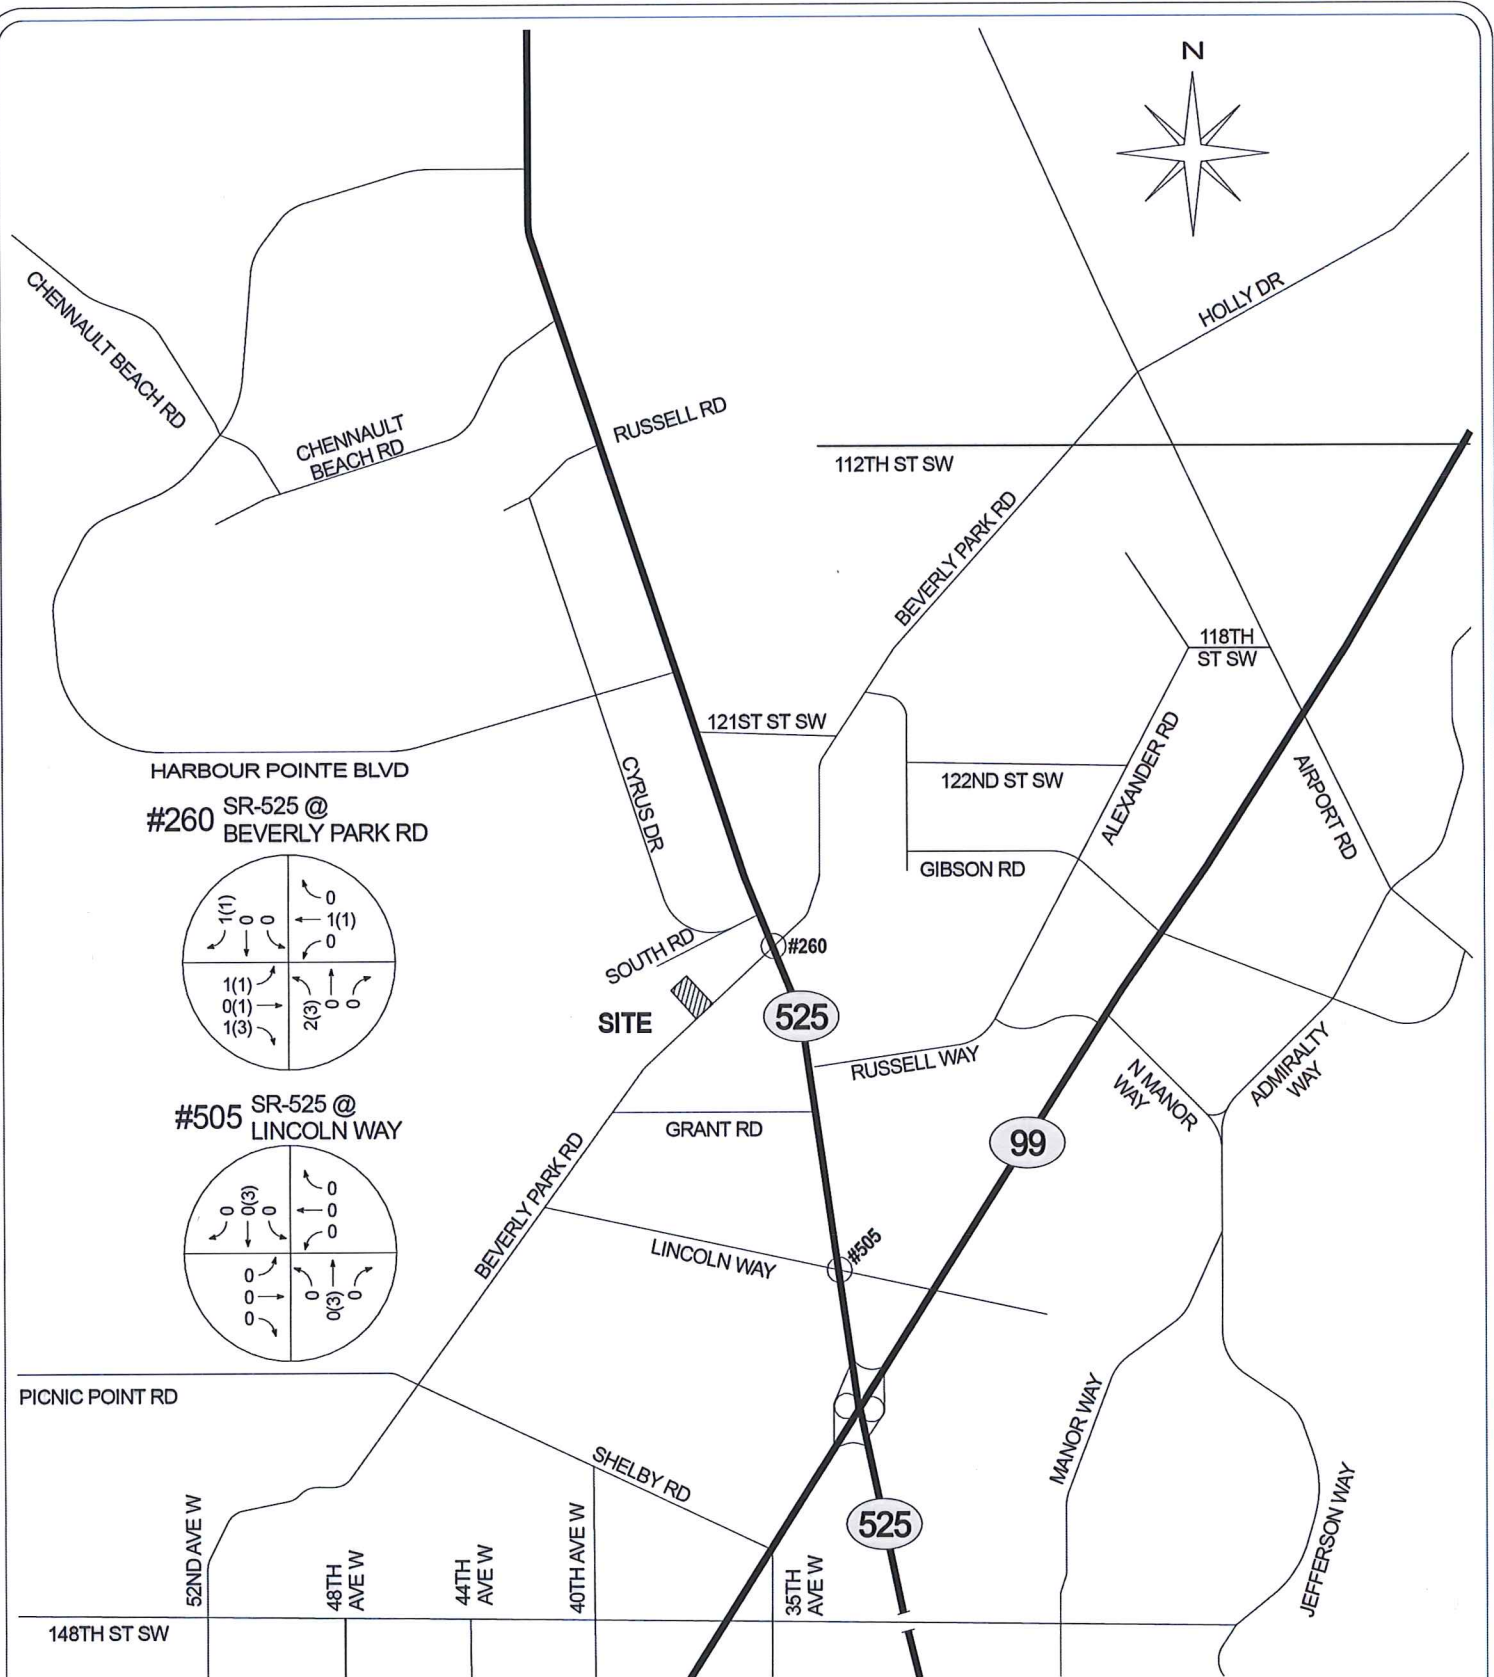 N
HOLLY DR
CHENNAULT BEACH RD
CHENNAULT
BEACH RD
RUSSELL RD
112TH ST SW
BEVERLY PARK RD
118TH
ST SW
121ST ST SW
HARBOUR POINTE BLVD
CYRUS DR
122ND ST SW
ALEXANDER RD
AIRPORT RD
GIBSON RD
#260 SR-525 @
BEVERLY PARK RD
1(1)
0
0
0
1(1)
0
1(1)
0(1)
1(3)
2(3)
0
0
SOUTH RD
#260
SITE
525
RUSSELL WAY
N MANOR
WAY
ADMIRALTY
WAY
#505 SR-525 @
LINCOLN WAY
0
0(3)
0
0
0
0
0
0
0
0
0(3)
0
GRANT RD
99
BEVERLY PARK RD
LINCOLN WAY
#505
PICNIC POINT RD
SHELBY RD
MANOR WAY
JEFFERSON WAY
525
52ND AVE W
48TH
AVE W
44TH
AVE W
40TH AVE W
35TH
AVE W
148TH ST SW